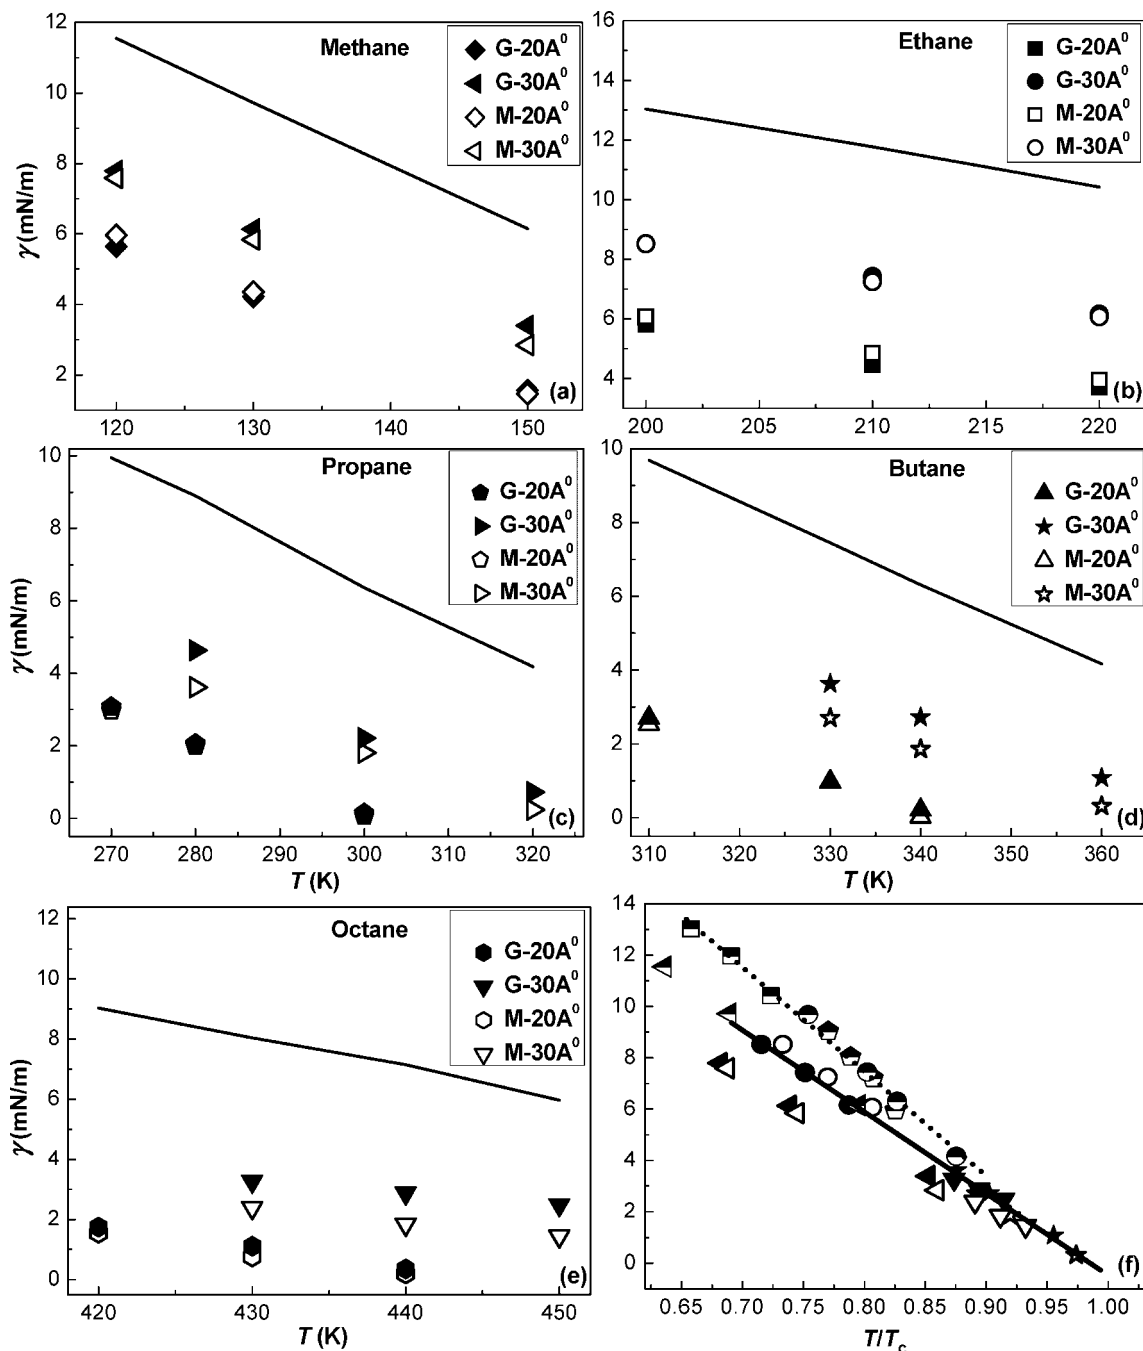 12
10
8
6
4
2
γ (mN/m)
Methane
G-20A⁰
G-30A⁰
M-20A⁰
M-30A⁰
(a)
120 125 130 135 140 145 150
16
14
12
10
8
6
4
Ethane
G-20A⁰
G-30A⁰
M-20A⁰
M-30A⁰
(b)
200 205 210 215 220
10
8
6
4
2
0
γ (mN/m)
Propane
G-20A⁰
G-30A⁰
M-20A⁰
M-30A⁰
(c)
270 280 290 300 310 320
T (K)
10
8
6
4
2
0
Butane
G-20A⁰
G-30A⁰
M-20A⁰
M-30A⁰
(d)
310 320 330 340 350 360
T (K)
12
10
8
6
4
2
0
γ (mN/m)
Octane
G-20A⁰
G-30A⁰
M-20A⁰
M-30A⁰
(e)
420 430 440 450
T (K)
14
12
10
8
6
4
2
0
(f)
0.65 0.70 0.75 0.80 0.85 0.90 0.95 1.00
T/Tc